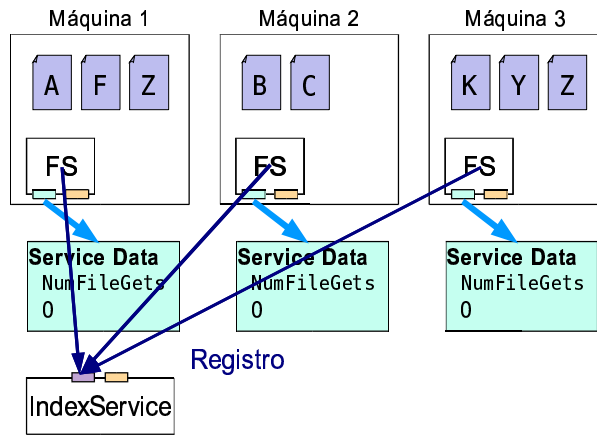 Máquina 1
Máquina 2
Máquina 3
A F Z
B C
K Y Z
FS
FS
FS
Service Data
NumFileGets
0
Service Data
NumFileGets
0
Service Data
NumFileGets
0
Registro
IndexService